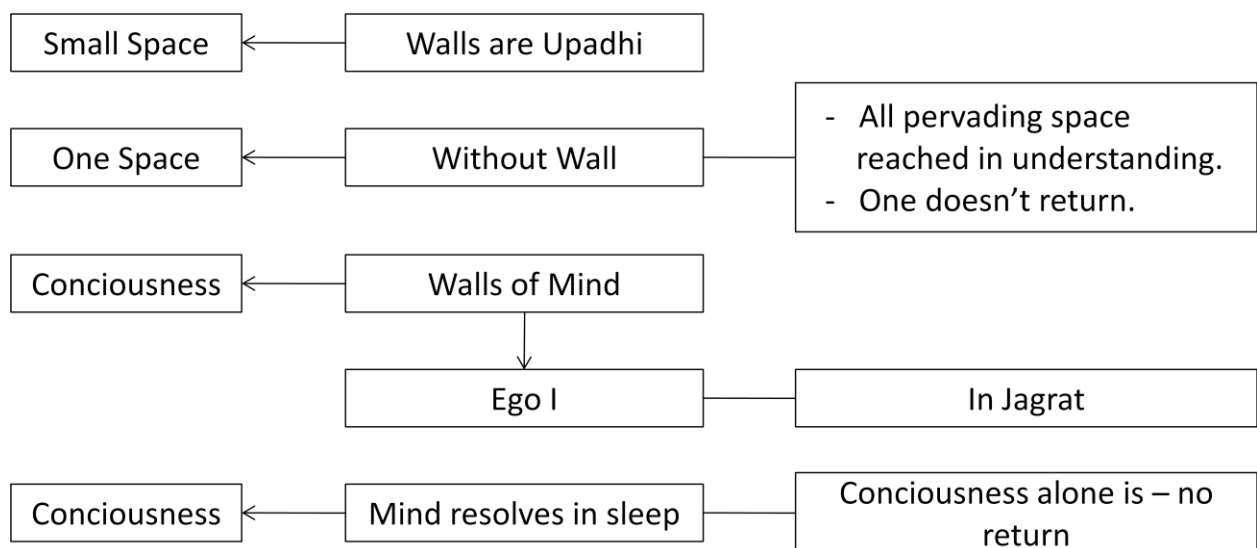 Small Space
Walls are Upadhi
One Space
Without Wall
- All pervading space
reached in understanding.
- One doesn’t return.
Conciousness
Walls of Mind
Ego I
In Jagrat
Conciousness
Mind resolves in sleep
Conciousness alone is – no
return